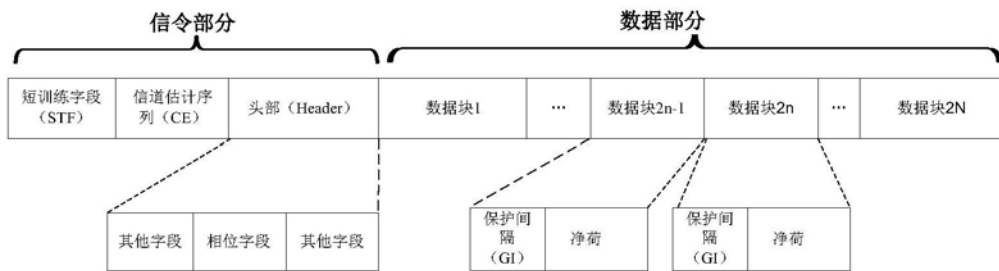 信令部分
数据部分
短训练字段
（STF）
信道估计序
列（CE）
头部（Header）
数据块1
...
数据块2n-1
数据块2n
...
数据块2N
其他字段
相位字段
其他字段
保护间
隔
（GI）
净荷
保护间
隔
（GI）
净荷